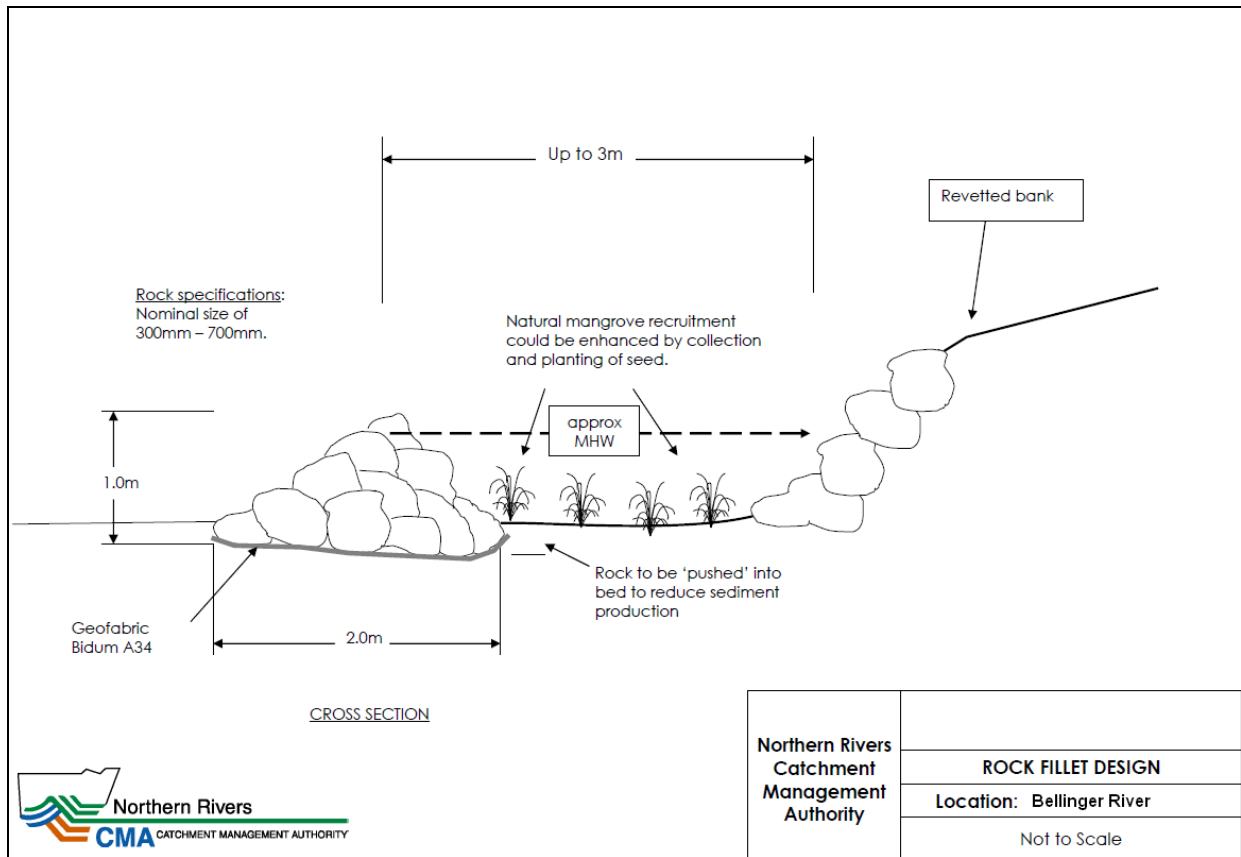 Up to 3m
Revetted bank
Rock specifications:
Nominal size of
300mm – 700mm.
Natural mangrove recruitment
could be enhanced by collection
and planting of seed.
approx
MHW
1.0m
Rock to be ‘pushed’ into
bed to reduce sediment
production
Geofabric
Bidum A34
2.0m
CROSS SECTION
Northern Rivers
CMA CATCHMENT MANAGEMENT AUTHORITY
Northern Rivers
Catchment
Management
Authority
ROCK FILLET DESIGN
Location: Bellinger River
Not to Scale